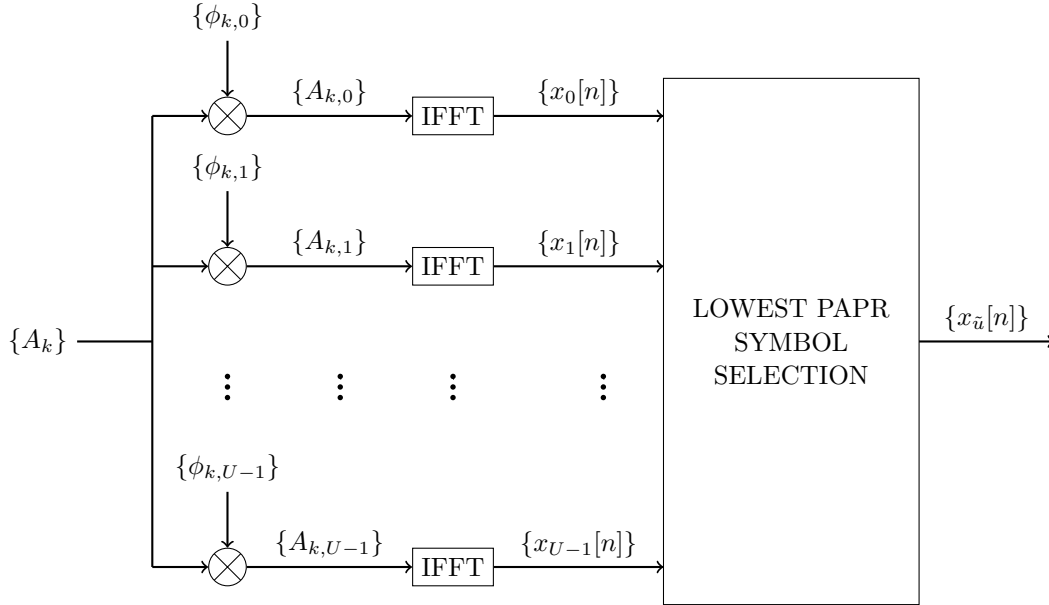 {ϕ_{k,0}}
{A_{k,0}} IFFT {x_0[n]}
{ϕ_{k,1}}
{A_{k,1}} IFFT {x_1[n]}
{A_k}
LOWEST PAPR
SYMBOL
SELECTION
{x_{ũ}[n]}
{ϕ_{k,U−1}}
{A_{k,U−1}} IFFT {x_{U−1}[n]}